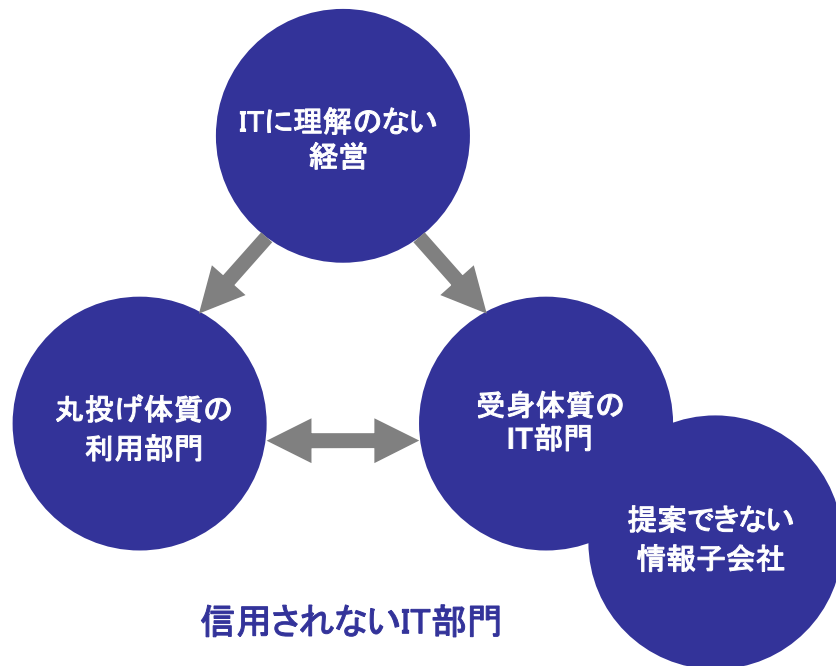 ITに理解のない
経営
丸投げ体質の
利用部門
受身体質の
IT部門
提案できない
情報子会社
信用されないIT部門